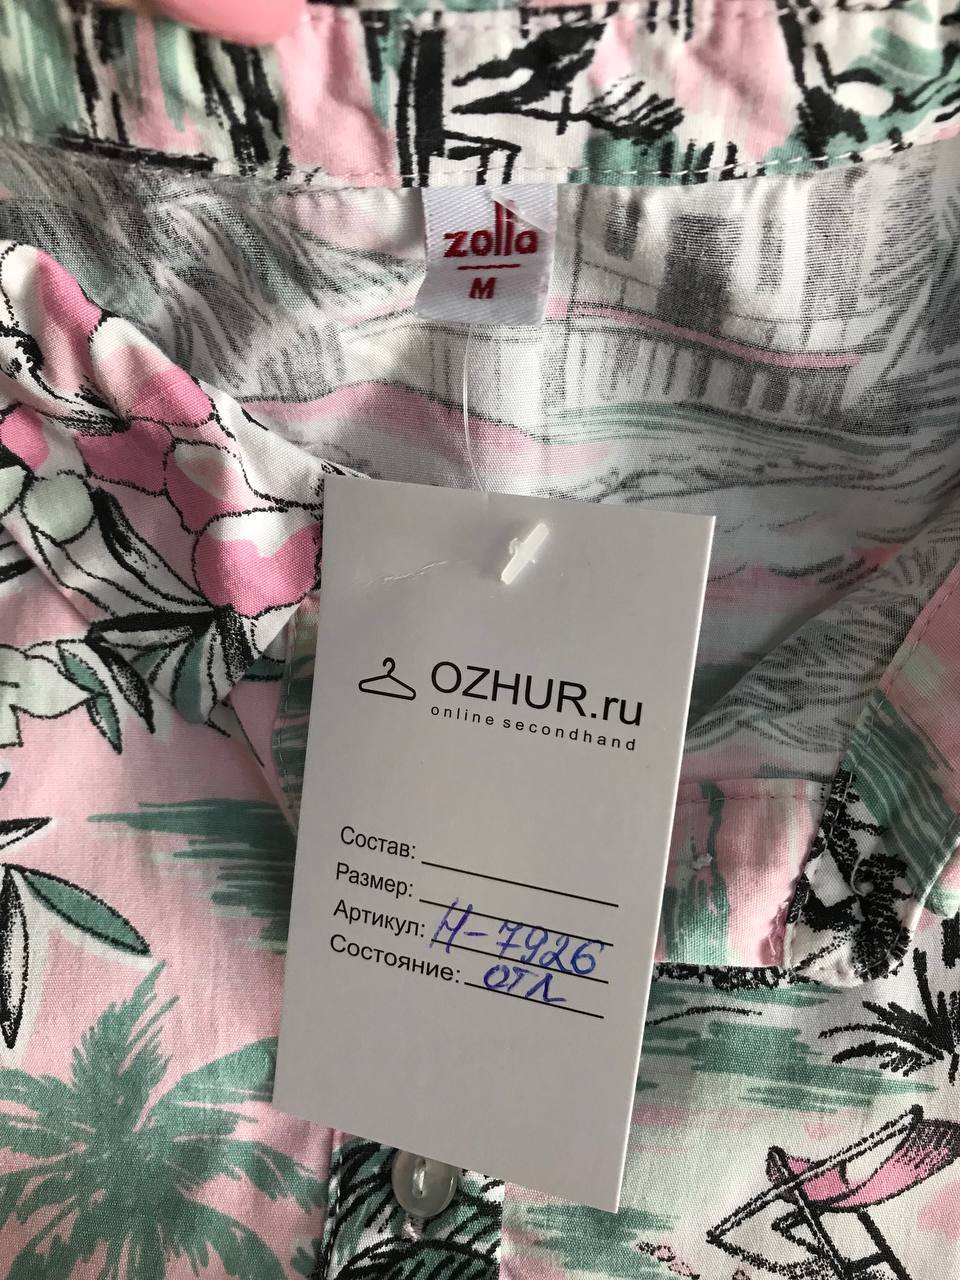 zolla
M
OZHUR.ru
online secondhand
Состав:
Размер:
Артикул: Н-7926
Состояние: отл